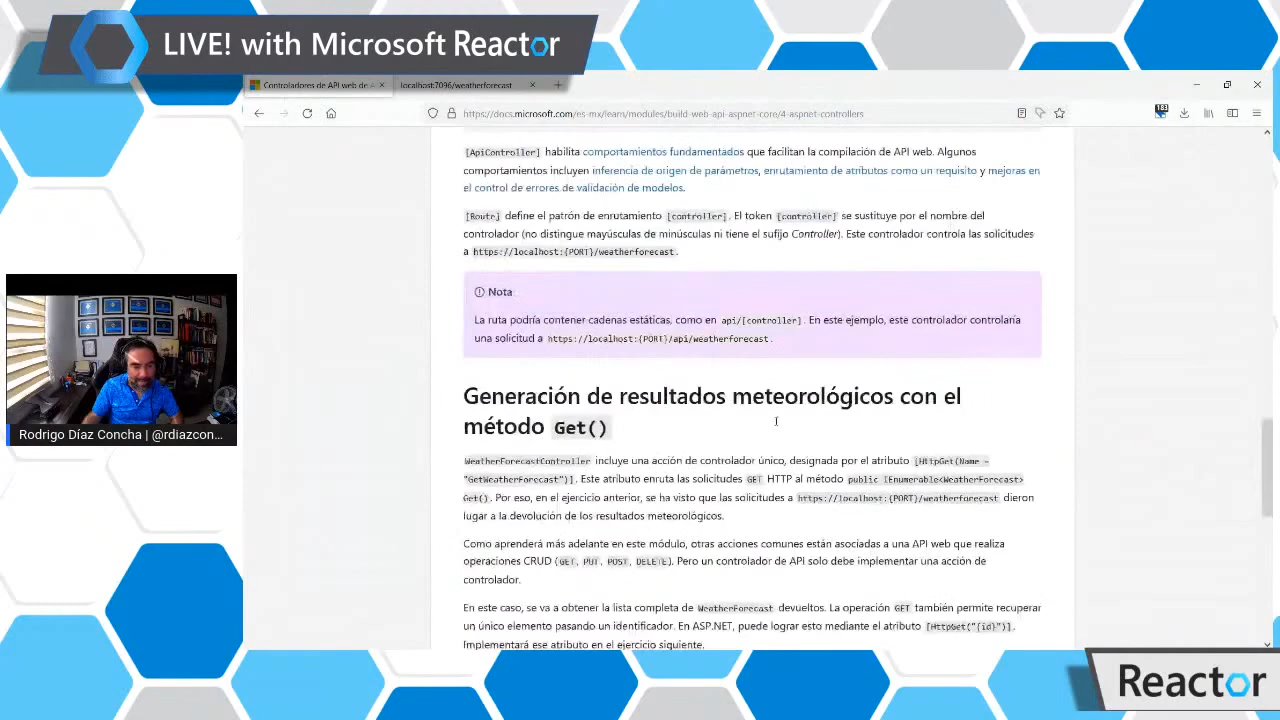 LIVE! with Microsoft Reactor
Controladores de API web de A
localhost:7096/weatherforecast
https://docs.microsoft.com/es-mx/learn/modules/build-web-api-aspnet-core/4-aspnet-controllers
183
[ApiController] habilita comportamientos fundamentados que facilitan la compilación de API web. Algunos
comportamientos incluyen inferencia de origen de parámetros, enrutamiento de atributos como un requisito y mejoras en
el control de errores de validación de modelos.
[Route] define el patrón de enrutamiento [controller]. El token [controller] se sustituye por el nombre del
controlador (no distingue mayúsculas de minúsculas ni tiene el sufijo Controller). Este controlador controla las solicitudes
a https://localhost:{PORT}/weatherforecast.
Nota
La ruta podría contener cadenas estáticas, como en api/[controller]. En este ejemplo, este controlador controlaría
una solicitud a https://localhost:{PORT}/api/weatherforecast.
Generación de resultados meteorológicos con el
método Get()
WeatherForecastController incluye una acción de controlador único, designada por el atributo [HttpGet(Name =
"GetWeatherForecast")]. Este atributo enruta las solicitudes GET HTTP al método public IEnumerable<WeatherForecast>
Get(). Por eso, en el ejercicio anterior, se ha visto que las solicitudes a https://localhost:{PORT}/weatherforecast dieron
lugar a la devolución de los resultados meteorológicos.
Como aprenderá más adelante en este módulo, otras acciones comunes están asociadas a una API web que realiza
operaciones CRUD (GET, PUT, POST, DELETE). Pero un controlador de API solo debe implementar una acción de
controlador.
En este caso, se va a obtener la lista completa de WeatherForecast devueltos. La operación GET también permite recuperar
un único elemento pasando un identificador. En ASP.NET, puede lograr esto mediante el atributo [HttpGet("{id}")].
Implementará ese atributo en el ejercicio siguiente.
Rodrigo Díaz Concha | @rdiazcon...
Reactor